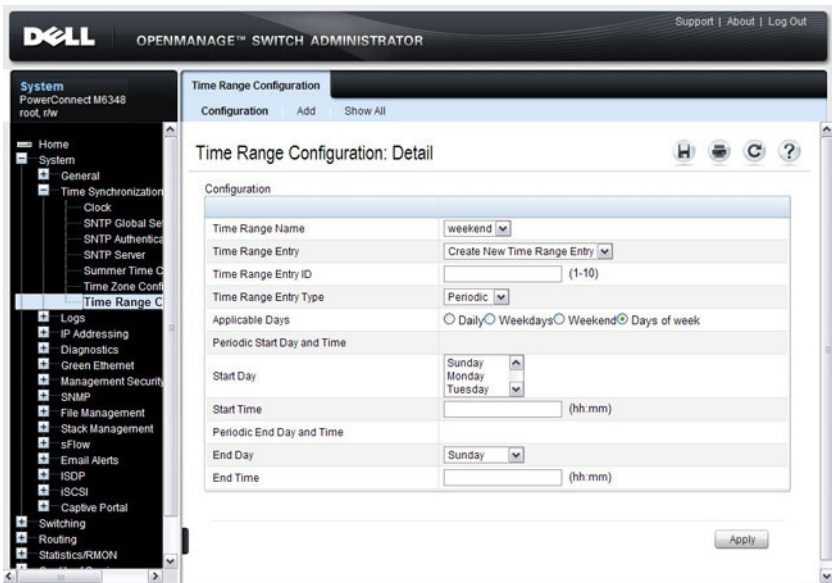 Support | About | Log Out
DELL OPENMANAGE™ SWITCH ADMINISTRATOR
System
PowerConnect M6348
root, r/w
Home
System
General
Time Synchronization
Clock
SNTP Global Set
SNTP Authentica
SNTP Server
Summer Time C
Time Zone Confi
Time Range C
Logs
IP Addressing
Diagnostics
Green Ethernet
Management Security
SNMP
File Management
Stack Management
sFlow
Email Alerts
ISDP
iSCSI
Captive Portal
Switching
Routing
Statistics/RMON
Time Range Configuration
Configuration Add Show All
Time Range Configuration: Detail
Configuration
Time Range Name weekend
Time Range Entry Create New Time Range Entry
Time Range Entry ID (1-10)
Time Range Entry Type Periodic
Applicable Days Daily Weekdays Weekend Days of week
Periodic Start Day and Time
Start Day Sunday
Monday
Tuesday
Start Time (hh:mm)
Periodic End Day and Time
End Day Sunday
End Time (hh:mm)
Apply